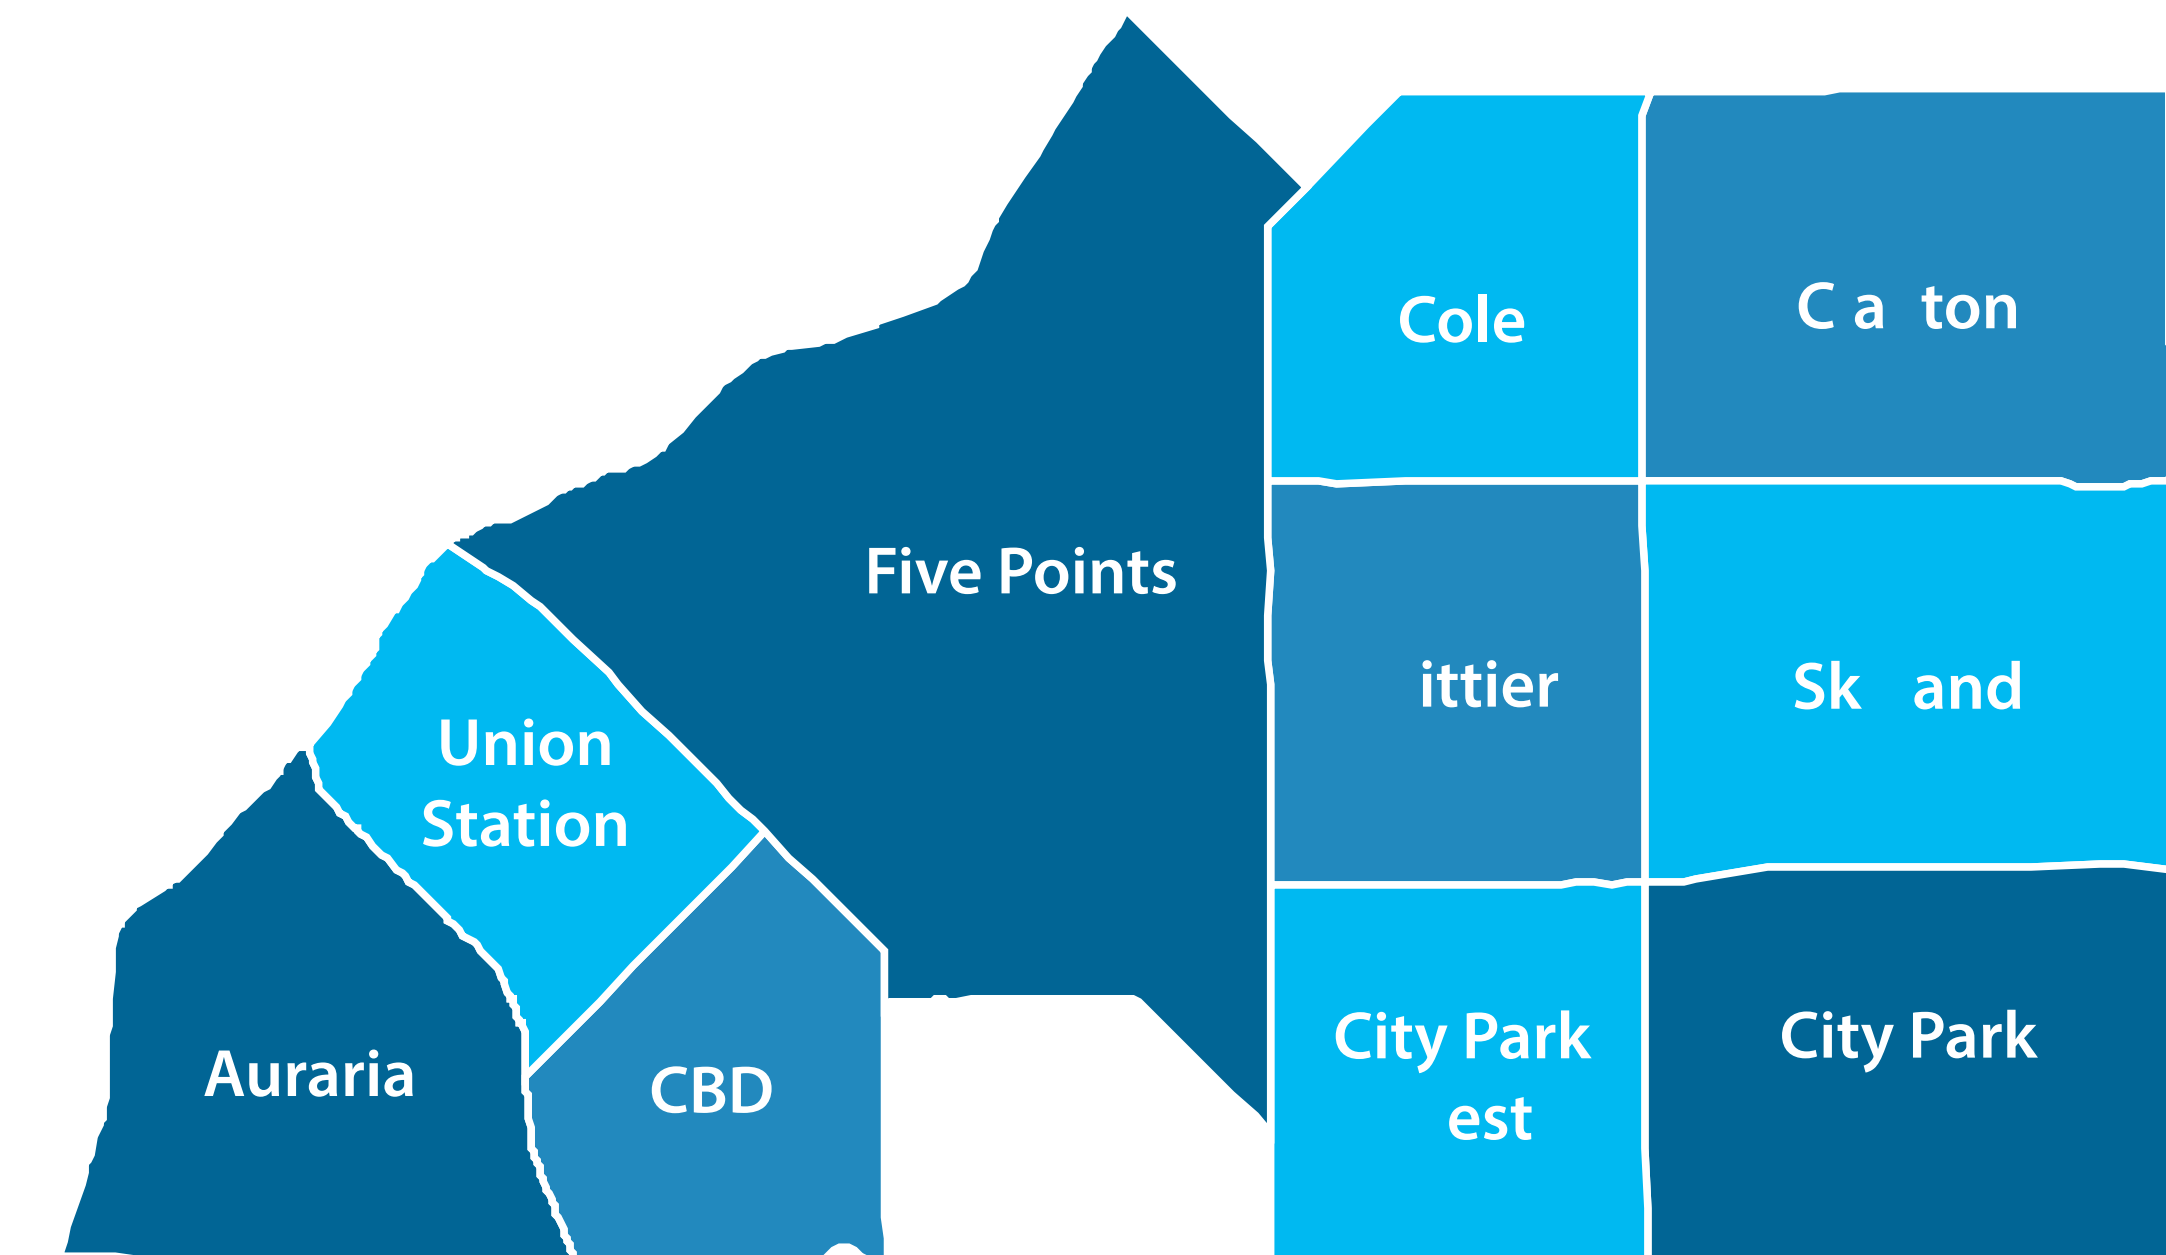 Cole
C a ton
Five Points
ittier
Sk and
Union
Station
City Park
est
City Park
Auraria
CBD